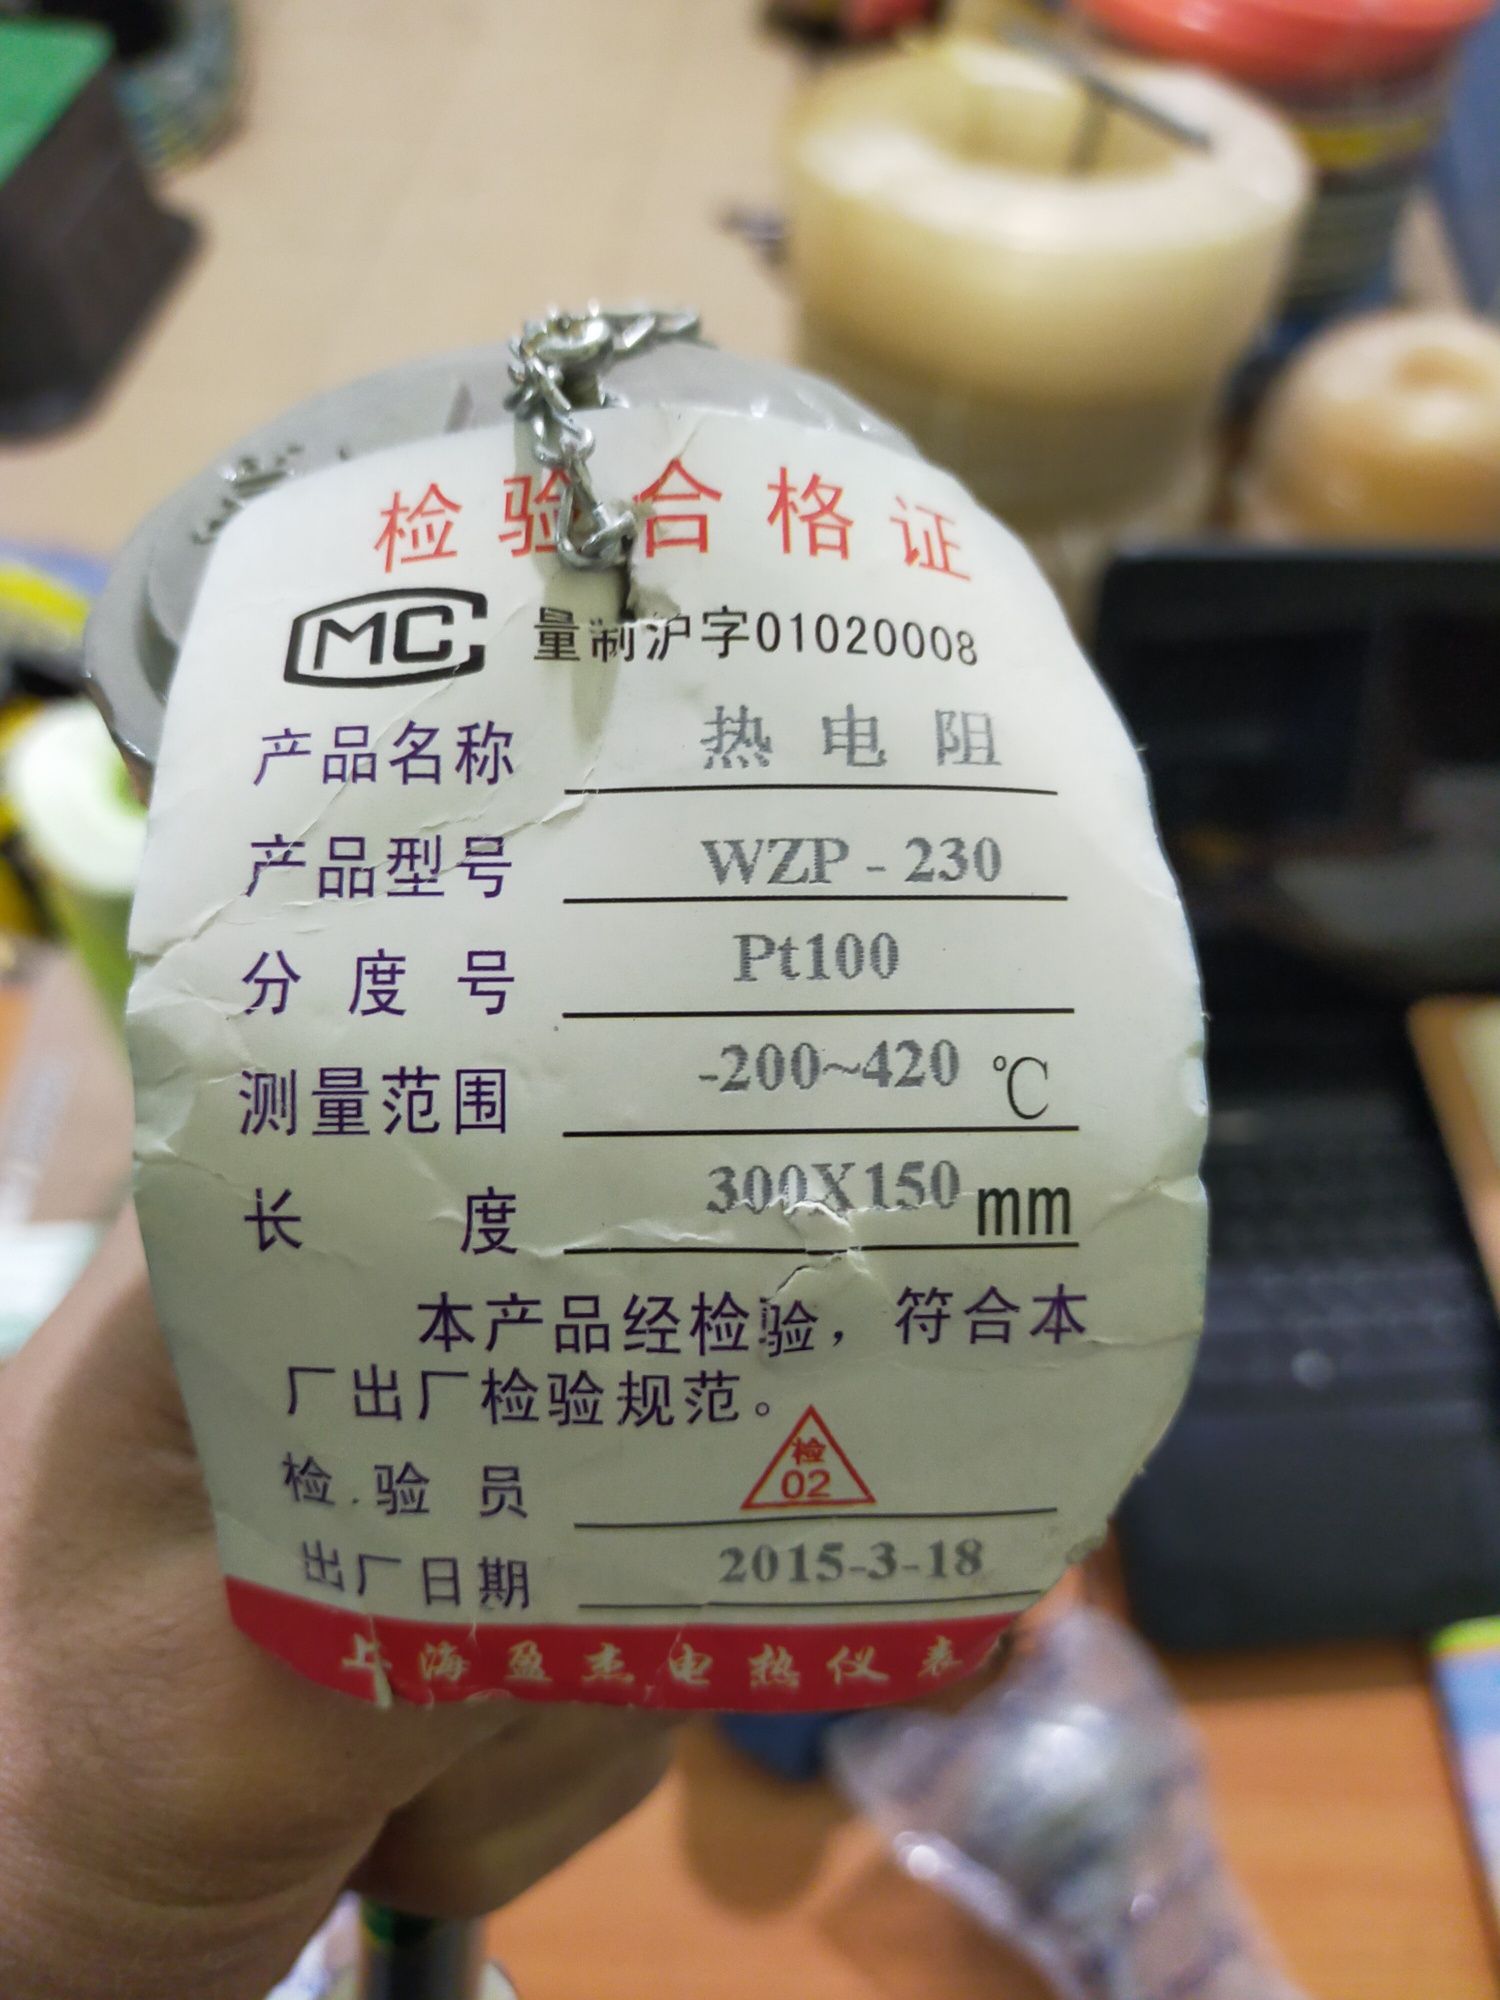 检验合格证
MC 量制沪字01020008
产品名称 热电阻
产品型号 WZP-230
分度号 Pt100
测量范围 -200~420 ℃
长度 300X150 mm
本产品经检验，符合本
厂出厂检验规范。
检验员 检 02
出厂日期 2015-3-18
上海盈杰电热仪表